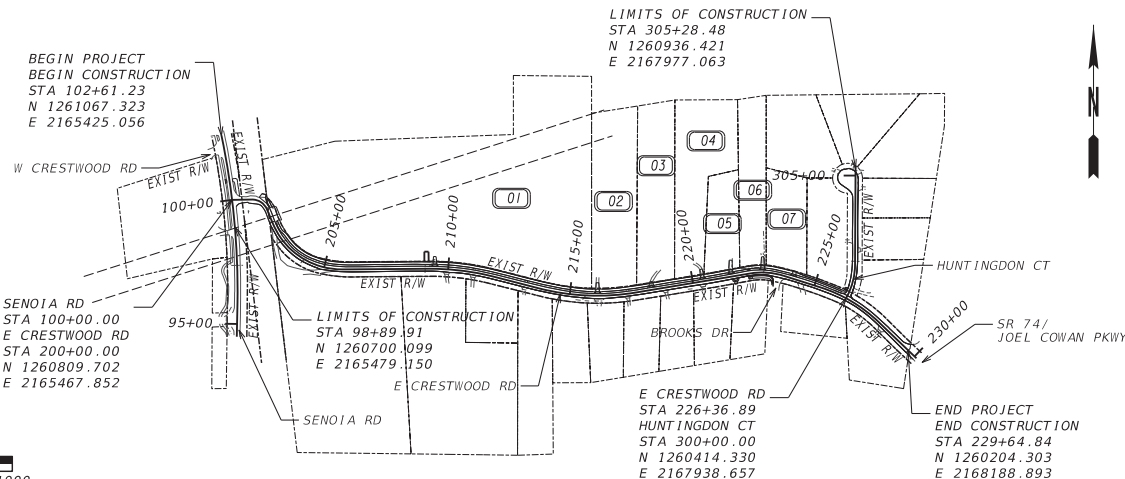 LIMITS OF CONSTRUCTION
STA 305+28.48
N 1260936.421
E 2167977.063
BEGIN PROJECT
BEGIN CONSTRUCTION
STA 102+61.23
N 1261067.323
E 2165425.056
N
W CRESTWOOD RD
EXIST R/W
EXIST R/W
100+00
01
02
03
04
05
06
07
305+00
205+00
210+00
215+00
220+00
225+00
230+00
EXIST R/W
EXIST R/W
EXIST R/W
EXIST R/W
EXIST R/W
EXIST R/W
HUNTINGDON CT
SENOIA RD
STA 100+00.00
E CRESTWOOD RD
STA 200+00.00
N 1260809.702
E 2165467.852
95+00
LIMITS OF CONSTRUCTION
STA 98+89.91
N 1260700.099
E 2165479.150
E CRESTWOOD RD
BROOKS DR
SR 74/
JOEL COWAN PKWY
SENOIA RD
E CRESTWOOD RD
STA 226+36.89
HUNTINGDON CT
STA 300+00.00
N 1260414.330
E 2167938.657
END PROJECT
END CONSTRUCTION
STA 229+64.84
N 1260204.303
E 2168188.893